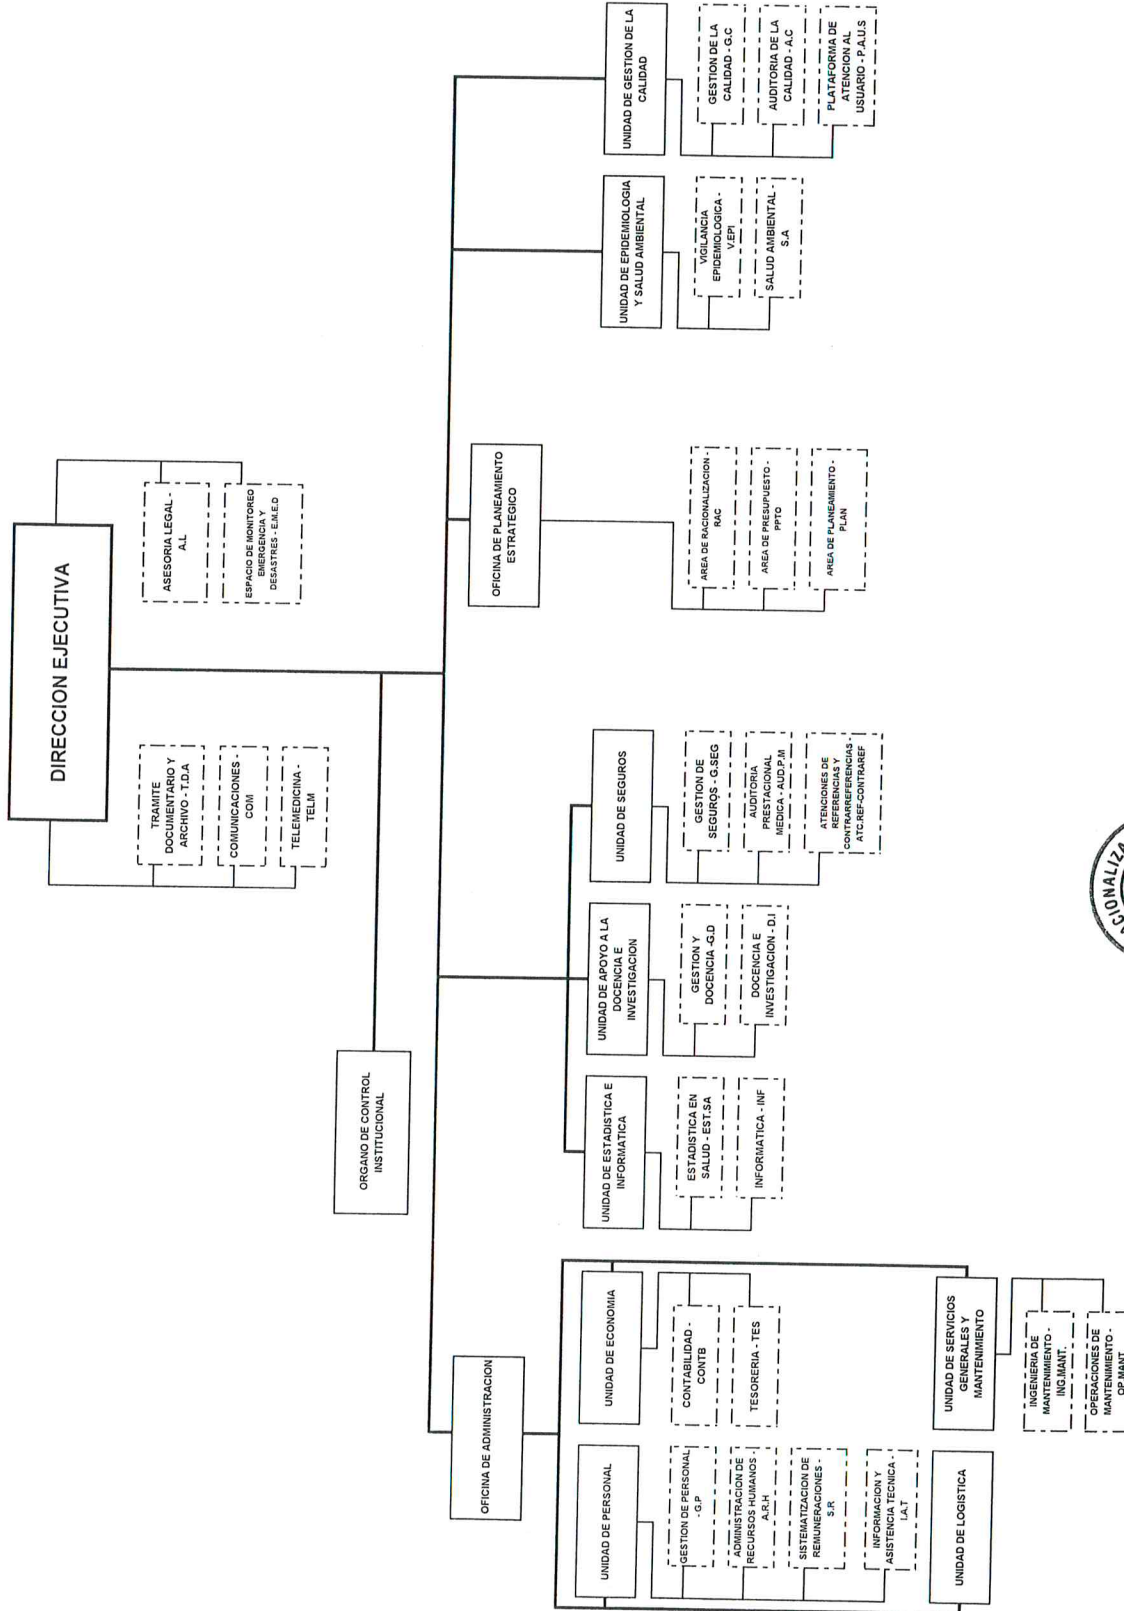 DIRECCION EJECUTIVA
TRAMITE
DOCUMENTARIO Y
ARCHIVO - T.D.A
COMUNICACIONES -
COM
TELEMEDICINA -
TELM
ASESORIA LEGAL -
A.L
ESPACIO DE MONITOREO
EMERGENCIA Y
DESASTRES - E.M.E.D
ORGANO DE CONTROL
INSTITUCIONAL
OFICINA DE ADMINISTRACION
UNIDAD DE PERSONAL
GESTION DE PERSONAL
- G.P
ADMINISTRACION DE
RECURSOS HUMANOS -
A.R.H
SISTEMATIZACION DE
REMUNERACIONES -
S.R
INFORMACION Y
ASISTENCIA TECNICA -
I.A.T
UNIDAD DE ECONOMIA
CONTABILIDAD -
CONTB
TESORERIA - TES
UNIDAD DE LOGISTICA
UNIDAD DE SERVICIOS
GENERALES Y
MANTENIMIENTO
INGENIERIA DE
MANTENIMIENTO -
ING.MANT.
OPERACIONES DE
MANTENIMIENTO -
OP.MANT
UNIDAD DE ESTADISTICA E
INFORMATICA
ESTADISTICA EN
SALUD - EST.SA
INFORMATICA - INF
UNIDAD DE APOYO A LA
DOCENCIA E
INVESTIGACION
GESTION Y
DOCENCIA -G.D
DOCENCIA E
INVESTIGACION - D.I
UNIDAD DE SEGUROS
GESTION DE
SEGUROS - G.SEG
AUDITORIA
PRESTACIONAL
MEDICA - AUD.P.M
ATENCIONES DE
REFERENCIAS Y
CONTRARREFERENCIAS -
ATC.REF-CONTRAREF
OFICINA DE PLANEAMIENTO
ESTRATEGICO
AREA DE RACIONALIZACION -
RAC
AREA DE PRESUPUESTO -
PPTO
AREA DE PLANEAMIENTO -
PLAN
UNIDAD DE EPIDEMIOLOGIA
Y SALUD AMBIENTAL
VIGILANCIA
EPIDEMIOLOGICA -
V.EPI
SALUD AMBIENTAL -
S.A
UNIDAD DE GESTION DE LA
CALIDAD
GESTION DE LA
CALIDAD - G.C
AUDITORIA DE LA
CALIDAD - A.C
PLATAFORMA DE
ATENCION AL
USUARIO - P.A.U.S